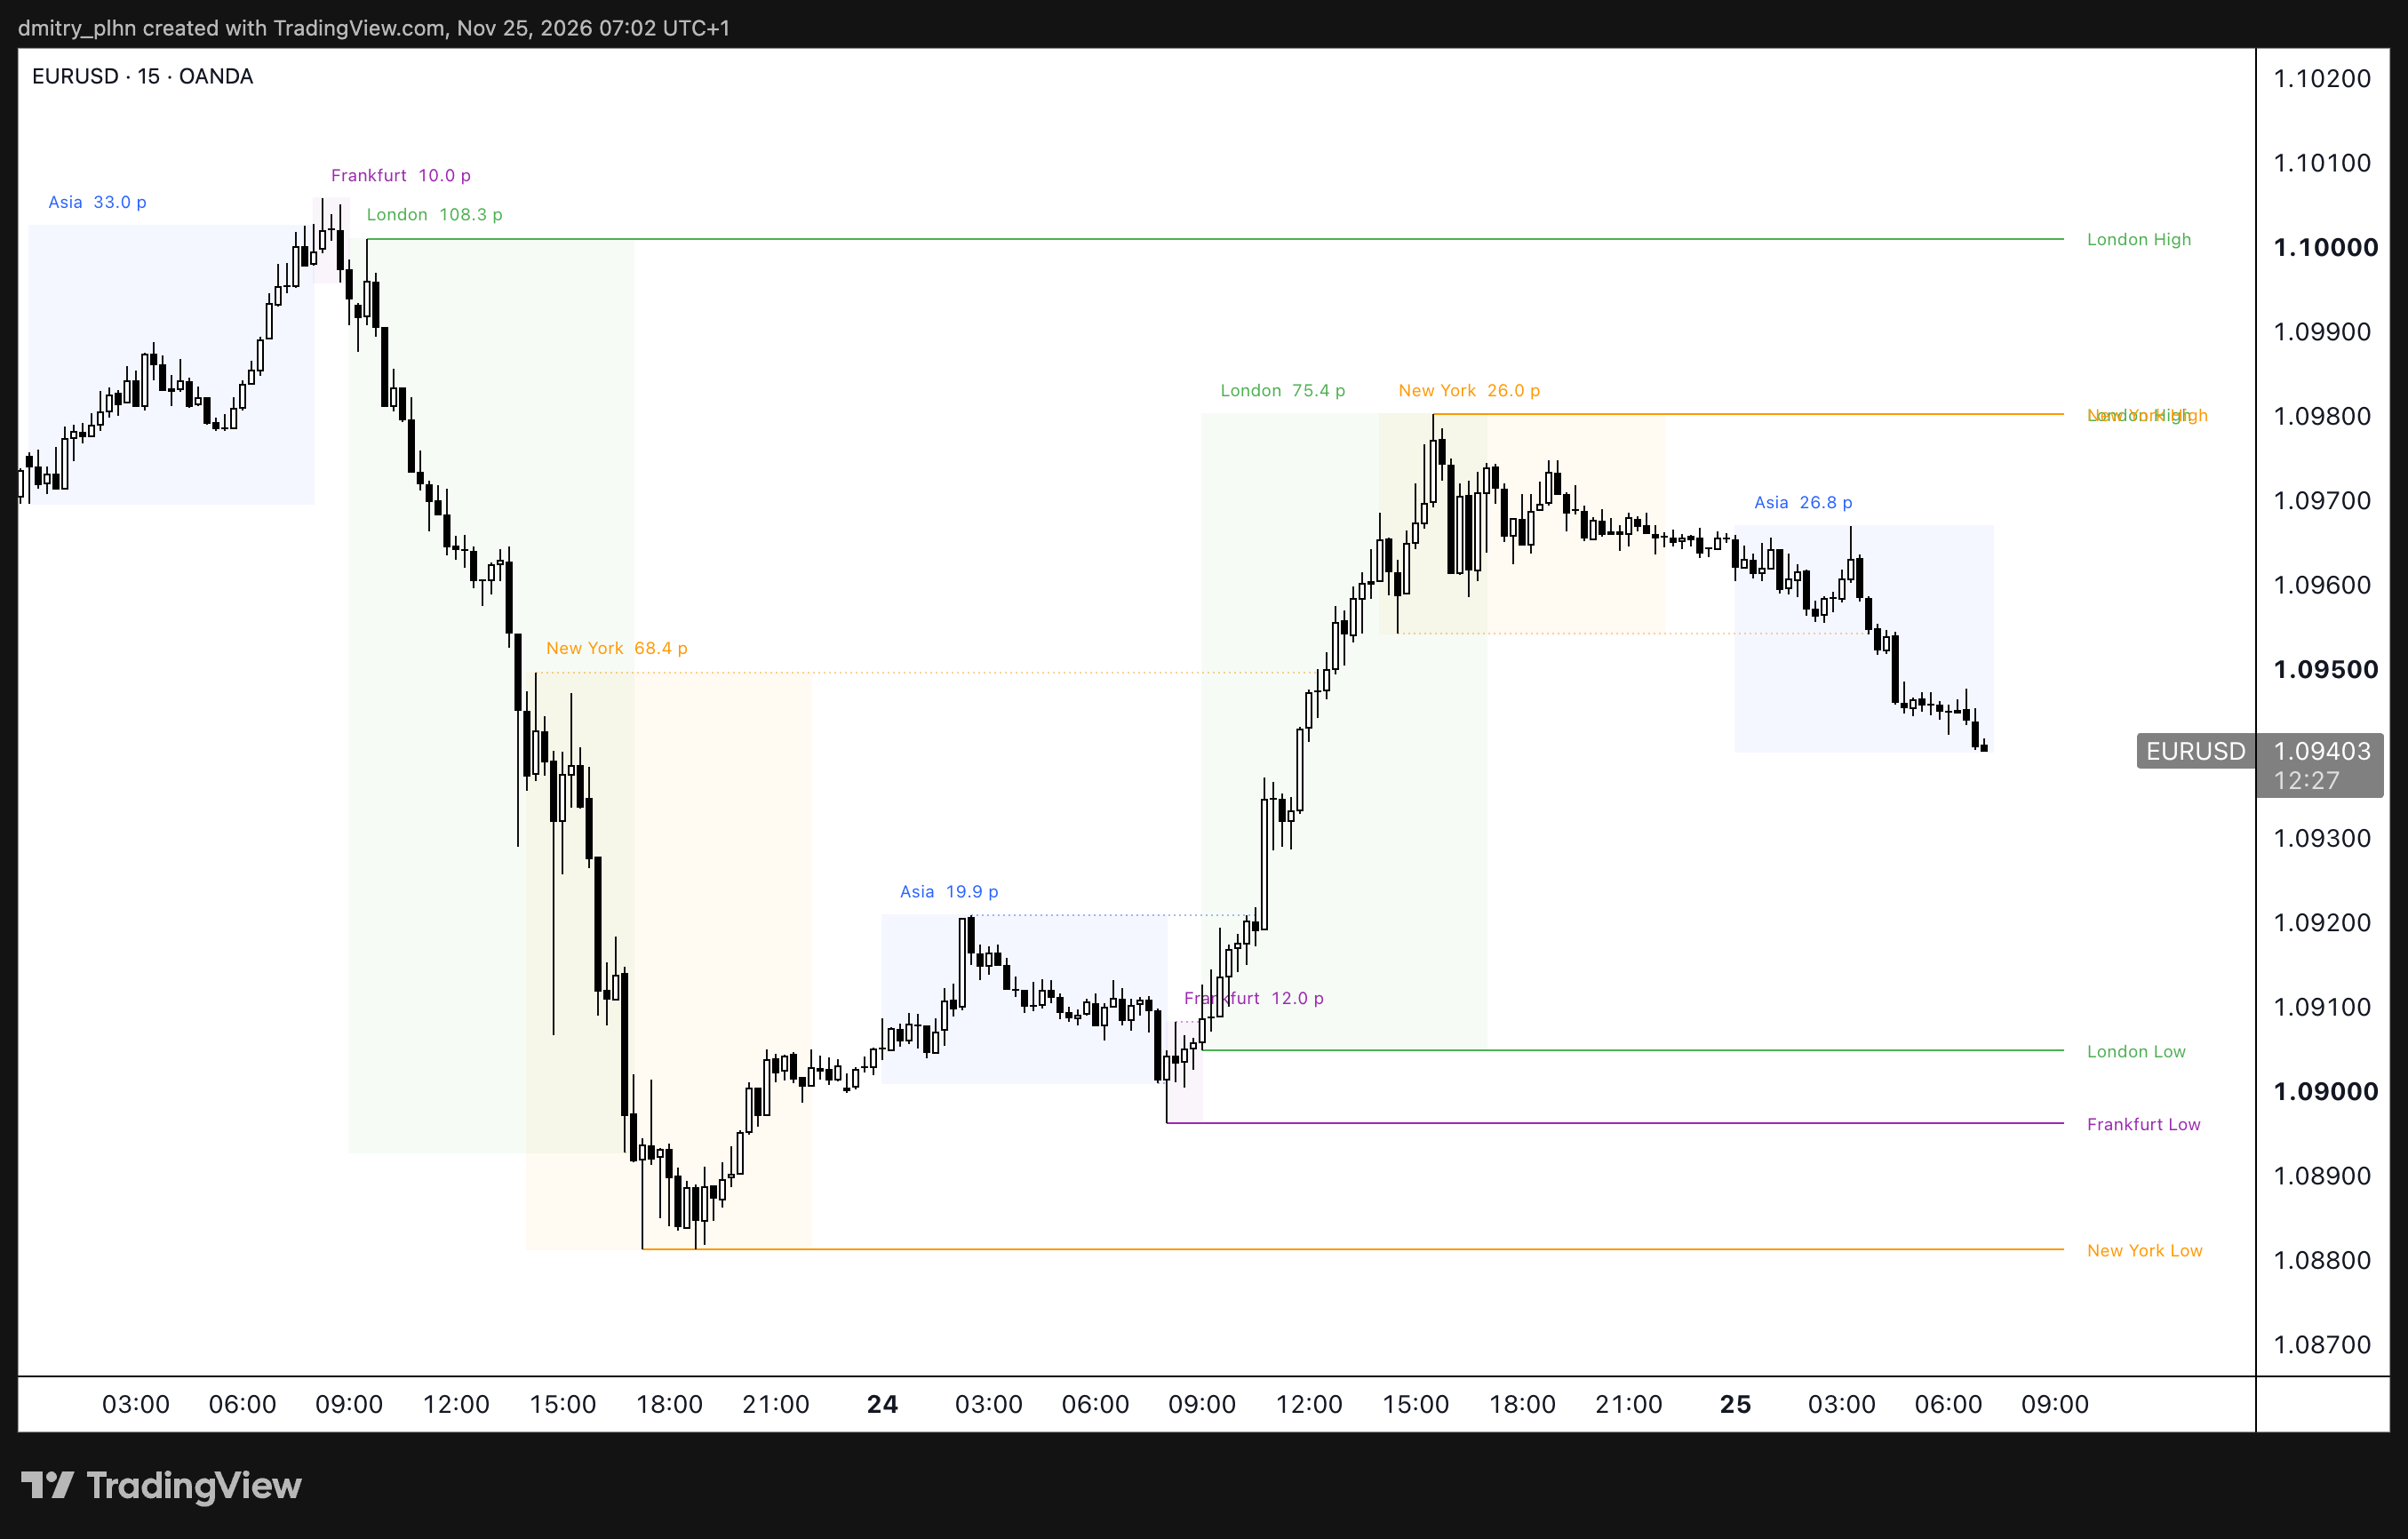 dmitry_plhn created with TradingView.com, Nov 25, 2026 07:02 UTC+1
EURUSD · 15 · OANDA
1.10200
1.10100
Frankfurt 10.0 p
Asia 33.0 p
London 108.3 p
London High
1.10000
1.09900
London 75.4 p
New York 26.0 p
London High
New York High
1.09800
Asia 26.8 p
1.09700
1.09600
New York 68.4 p
1.09500
EURUSD
1.09403
12:27
1.09300
Asia 19.9 p
1.09200
Frankfurt 12.0 p
1.09100
London Low
1.09000
Frankfurt Low
1.08900
New York Low
1.08800
1.08700
03:00 06:00 09:00 12:00 15:00 18:00 21:00 24 03:00 06:00 09:00 12:00 15:00 18:00 21:00 25 03:00 06:00 09:00
TradingView